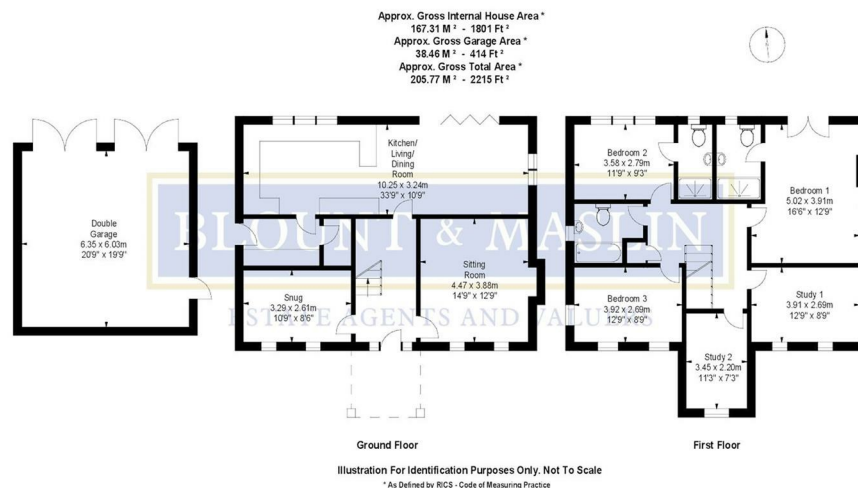 Approx. Gross Internal House Area *
167.31 M² - 1801 Ft²
Approx. Gross Garage Area *
38.46 M² - 414 Ft²
Approx. Gross Total Area *
205.77 M² - 2215 Ft²
Double
Garage
6.35 x 6.03m
20'9" x 19'9"
Kitchen/
Living/
Dining
Room
10.25 x 3.24m
33'9" x 10'9"
Snug
3.29 x 2.61m
10'9" x 8'6"
Sitting
Room
4.47 x 3.88m
14'9" x 12'9"
Bedroom 2
3.58 x 2.79m
11'9" x 9'3"
Bedroom 1
5.02 x 3.91m
16'6" x 12'9"
Bedroom 3
3.92 x 2.69m
12'9" x 8'9"
Study 1
3.91 x 2.69m
12'9" x 8'9"
Study 2
3.45 x 2.20m
11'3" x 7'3"
BLOUNT & MASLIN
ESTATE AGENTS AND VALUERS
Ground Floor
First Floor
Illustration For Identification Purposes Only. Not To Scale
* As Defined by RICS - Code of Measuring Practice